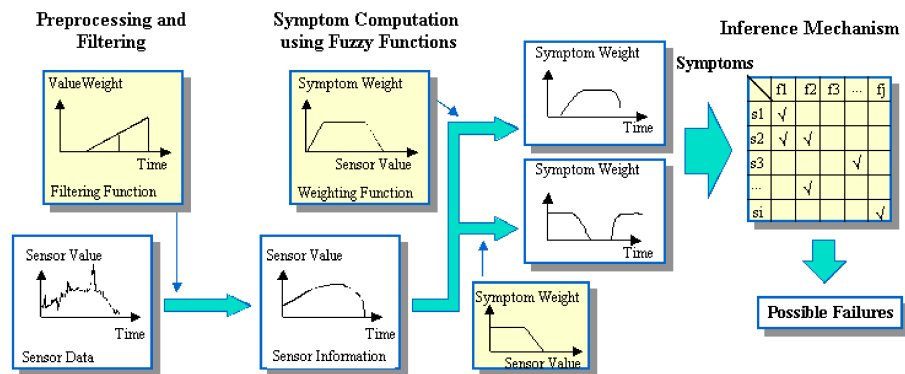 Preprocessing and
Filtering
Symptom Computation
using Fuzzy Functions
Inference Mechanism
ValueWeight
Time
Filtering Function
Symptom Weight
Sensor Value
Weighting Function
Symptom Weight
Time
Symptoms
f1 f2 f3 ... fj
s1 √
s2 √ √
s3 √
... √
si √
Symptom Weight
Time
Sensor Value
Time
Sensor Data
Sensor Value
Time
Sensor Information
Symptom Weight
Sensor Value
Possible Failures